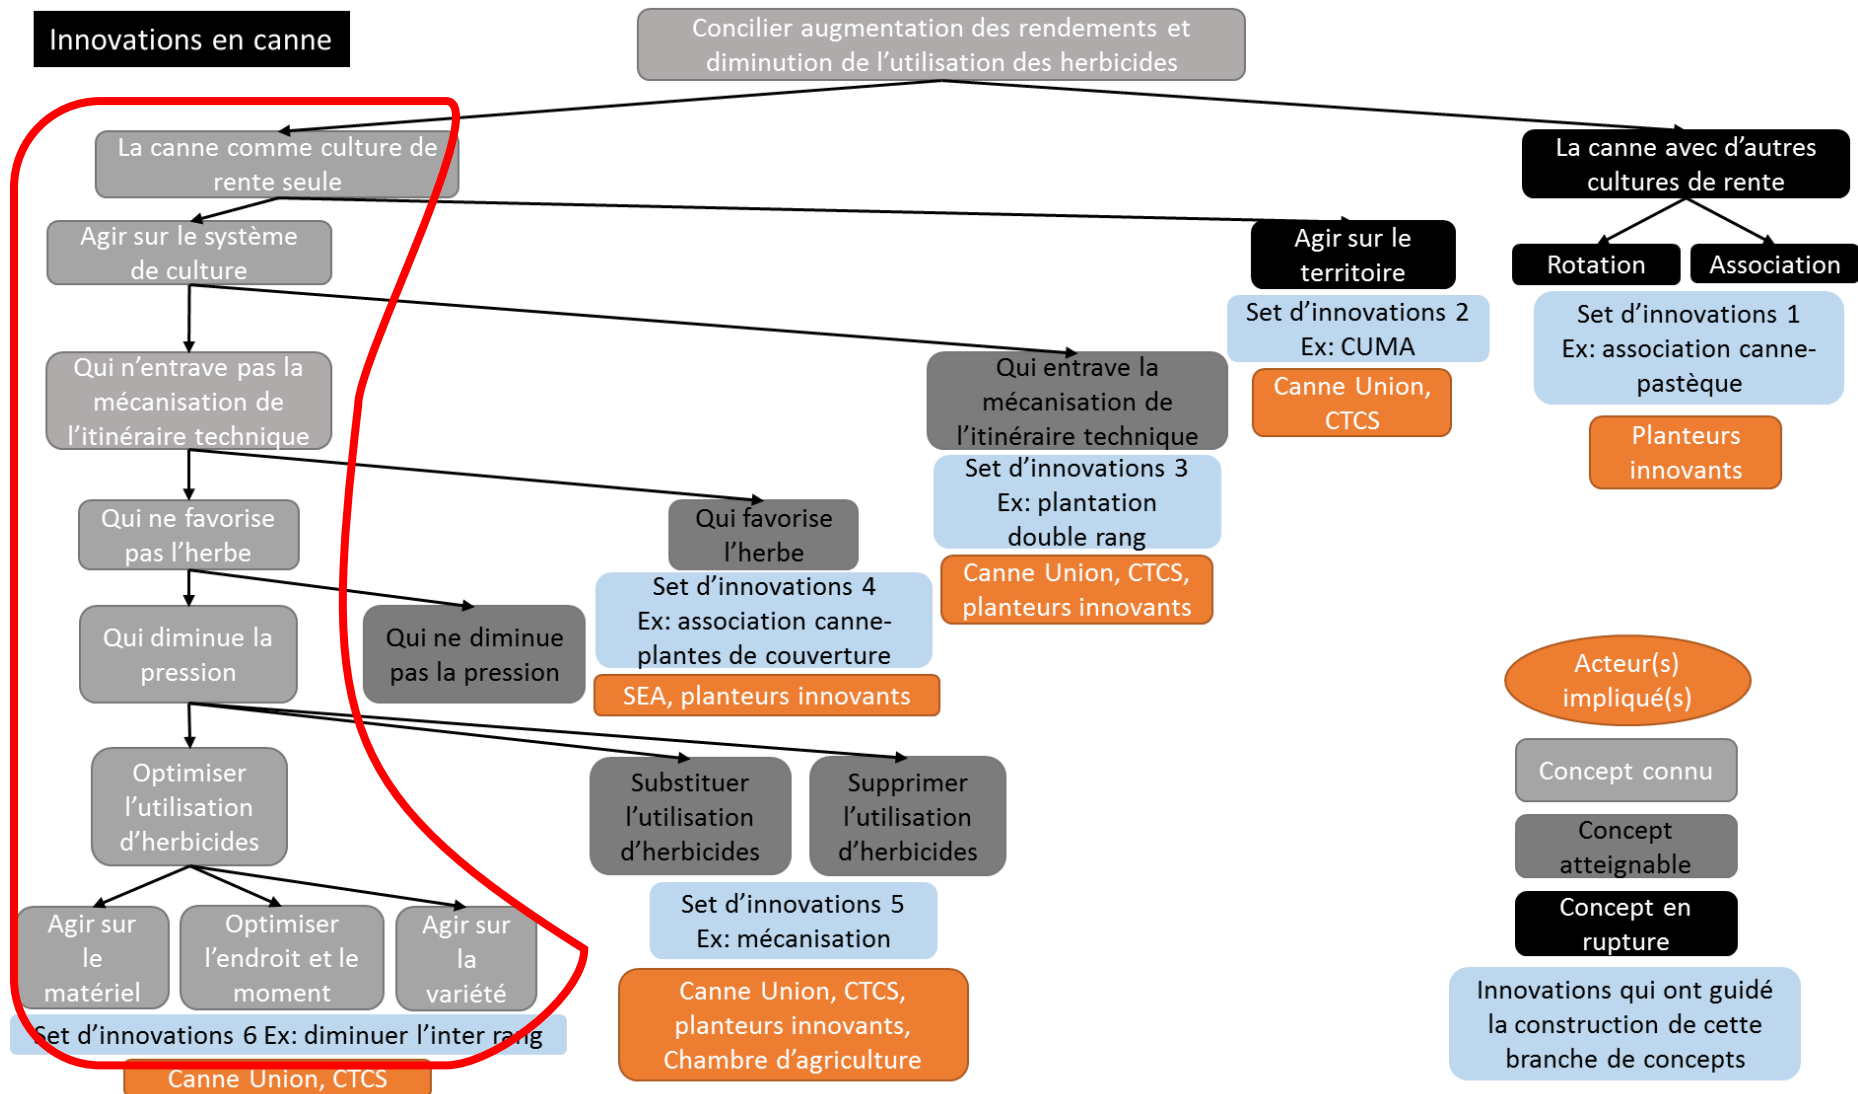 Innovations en canne
Concilier augmentation des rendements et
diminution de l'utilisation des herbicides
La canne comme culture de
rente seule
La canne avec d'autres
cultures de rente
Agir sur le système
de culture
Agir sur le
territoire
Rotation
Association
Set d'innovations 2
Ex: CUMA
Set d'innovations 1
Ex: association canne-
pastèque
Canne Union,
CTCS
Planteurs
innovants
Qui n'entrave pas la
mécanisation de
l'itinéraire technique
Qui entrave la
mécanisation de
l'itinéraire technique
Set d'innovations 3
Ex: plantation
double rang
Canne Union, CTCS,
planteurs innovants
Qui ne favorise
pas l'herbe
Qui favorise
l'herbe
Set d'innovations 4
Ex: association canne-
plantes de couverture
SEA, planteurs innovants
Qui diminue la
pression
Qui ne diminue
pas la pression
Optimiser
l'utilisation
d'herbicides
Substituer
l'utilisation
d'herbicides
Supprimer
l'utilisation
d'herbicides
Set d'innovations 5
Ex: mécanisation
Canne Union, CTCS,
planteurs innovants,
Chambre d'agriculture
Agir sur
le
matériel
Optimiser
l'endroit et le
moment
Agir sur
la
variété
Set d'innovations 6 Ex: diminuer l'inter rang
Canne Union, CTCS
Acteur(s)
impliqué(s)
Concept connu
Concept
atteignable
Concept en
rupture
Innovations qui ont guidé
la construction de cette
branche de concepts